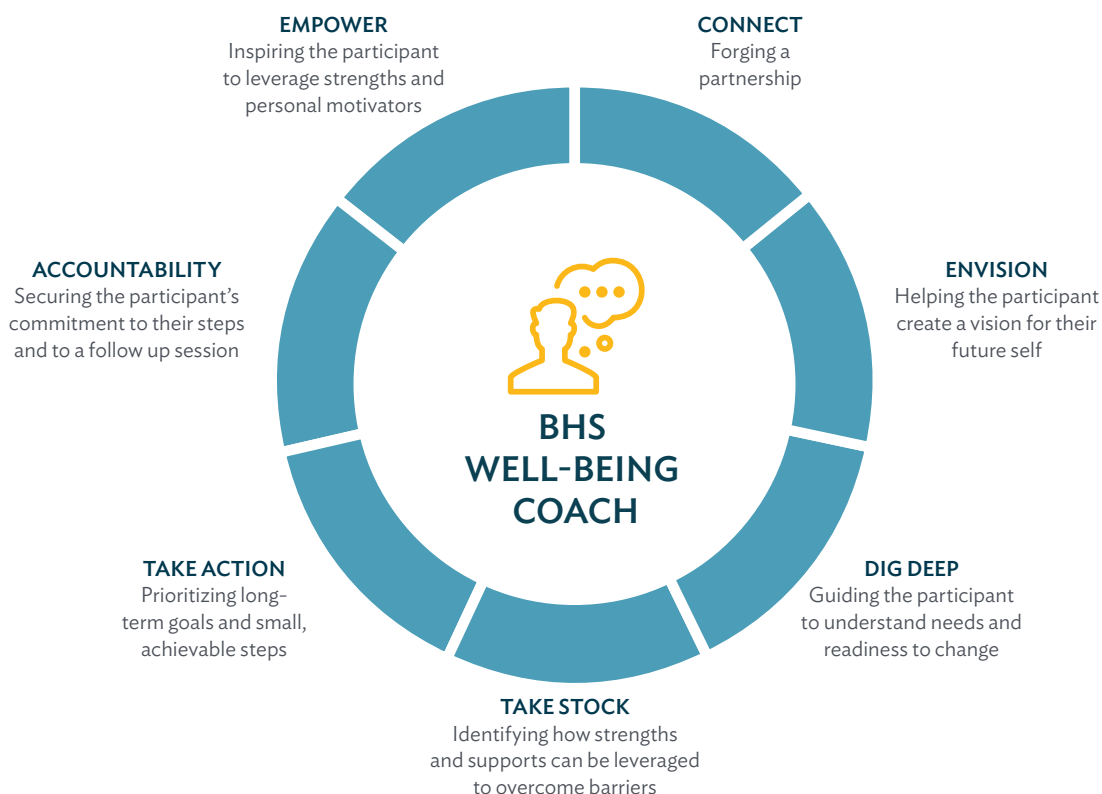 EMPOWER
Inspiring the participant
to leverage strengths and
personal motivators
CONNECT
Forging a
partnership
ACCOUNTABILITY
Securing the participant’s
commitment to their steps
and to a follow up session
ENVISION
Helping the participant
create a vision for their
future self
BHS
WELL-BEING
COACH
TAKE ACTION
Prioritizing long-
term goals and small,
achievable steps
DIG DEEP
Guiding the participant
to understand needs and
readiness to change
TAKE STOCK
Identifying how strengths
and supports can be leveraged
to overcome barriers